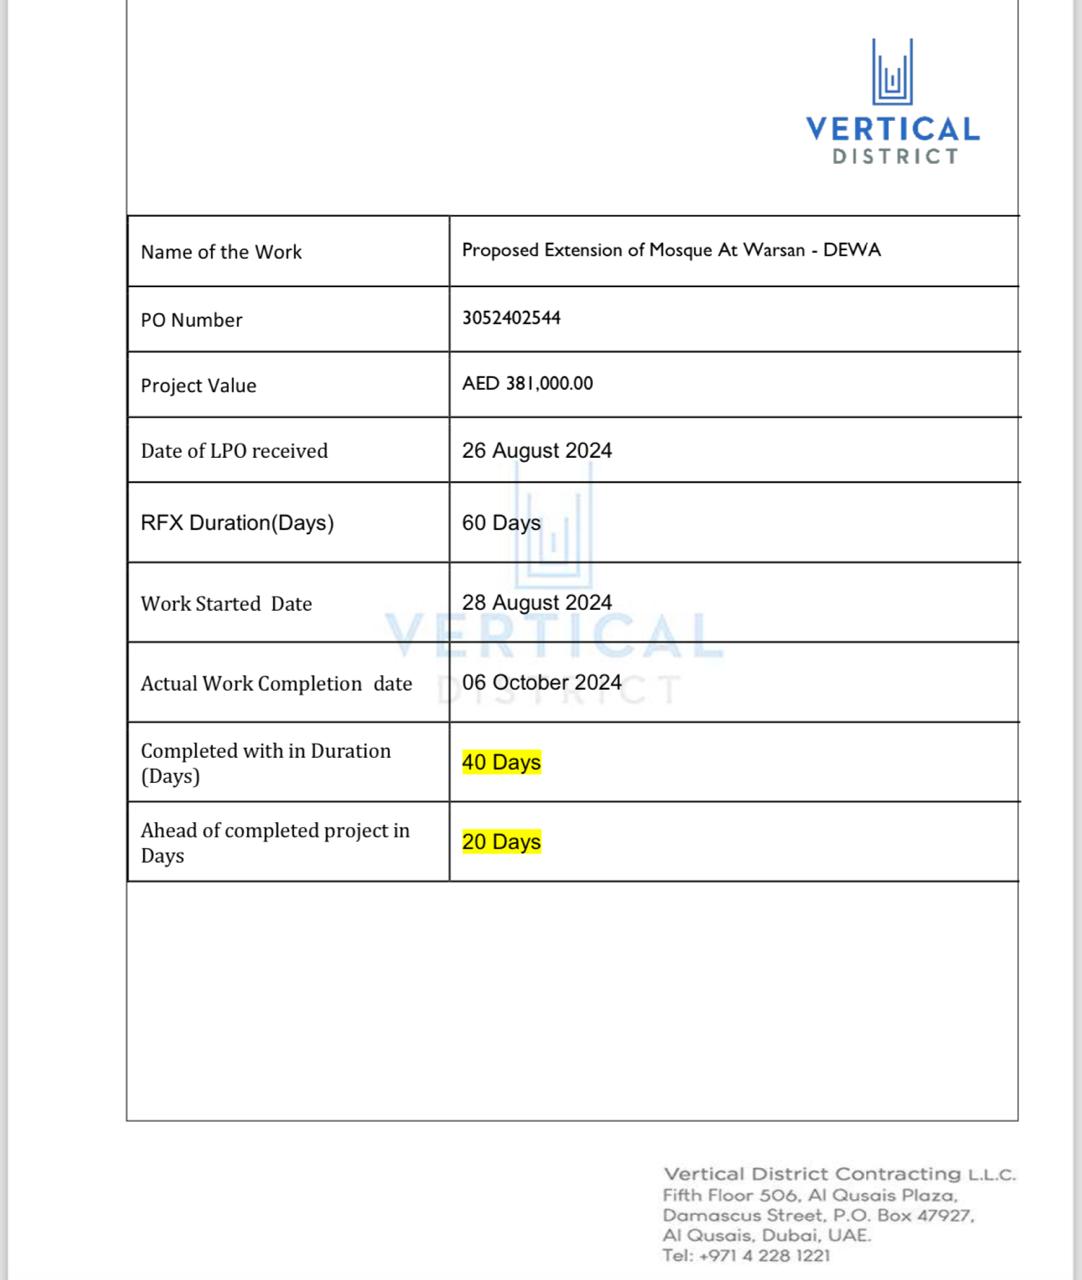 VERTICAL
DISTRICT
Name of the Work
Proposed Extension of Mosque At Warsan - DEWA
PO Number
3052402544
Project Value
AED 381,000.00
Date of LPO received
26 August 2024
RFX Duration(Days)
60 Days
Work Started  Date
28 August 2024
VERTICAL
DISTRICT
Actual Work Completion  date
06 October 2024
Completed with in Duration
(Days)
40 Days
Ahead of completed project in
Days
20 Days
Vertical District Contracting L.L.C.
Fifth Floor 506, Al Qusais Plaza,
Damascus Street, P.O. Box 47927,
Al Qusais, Dubai, UAE.
Tel: +971 4 228 1221